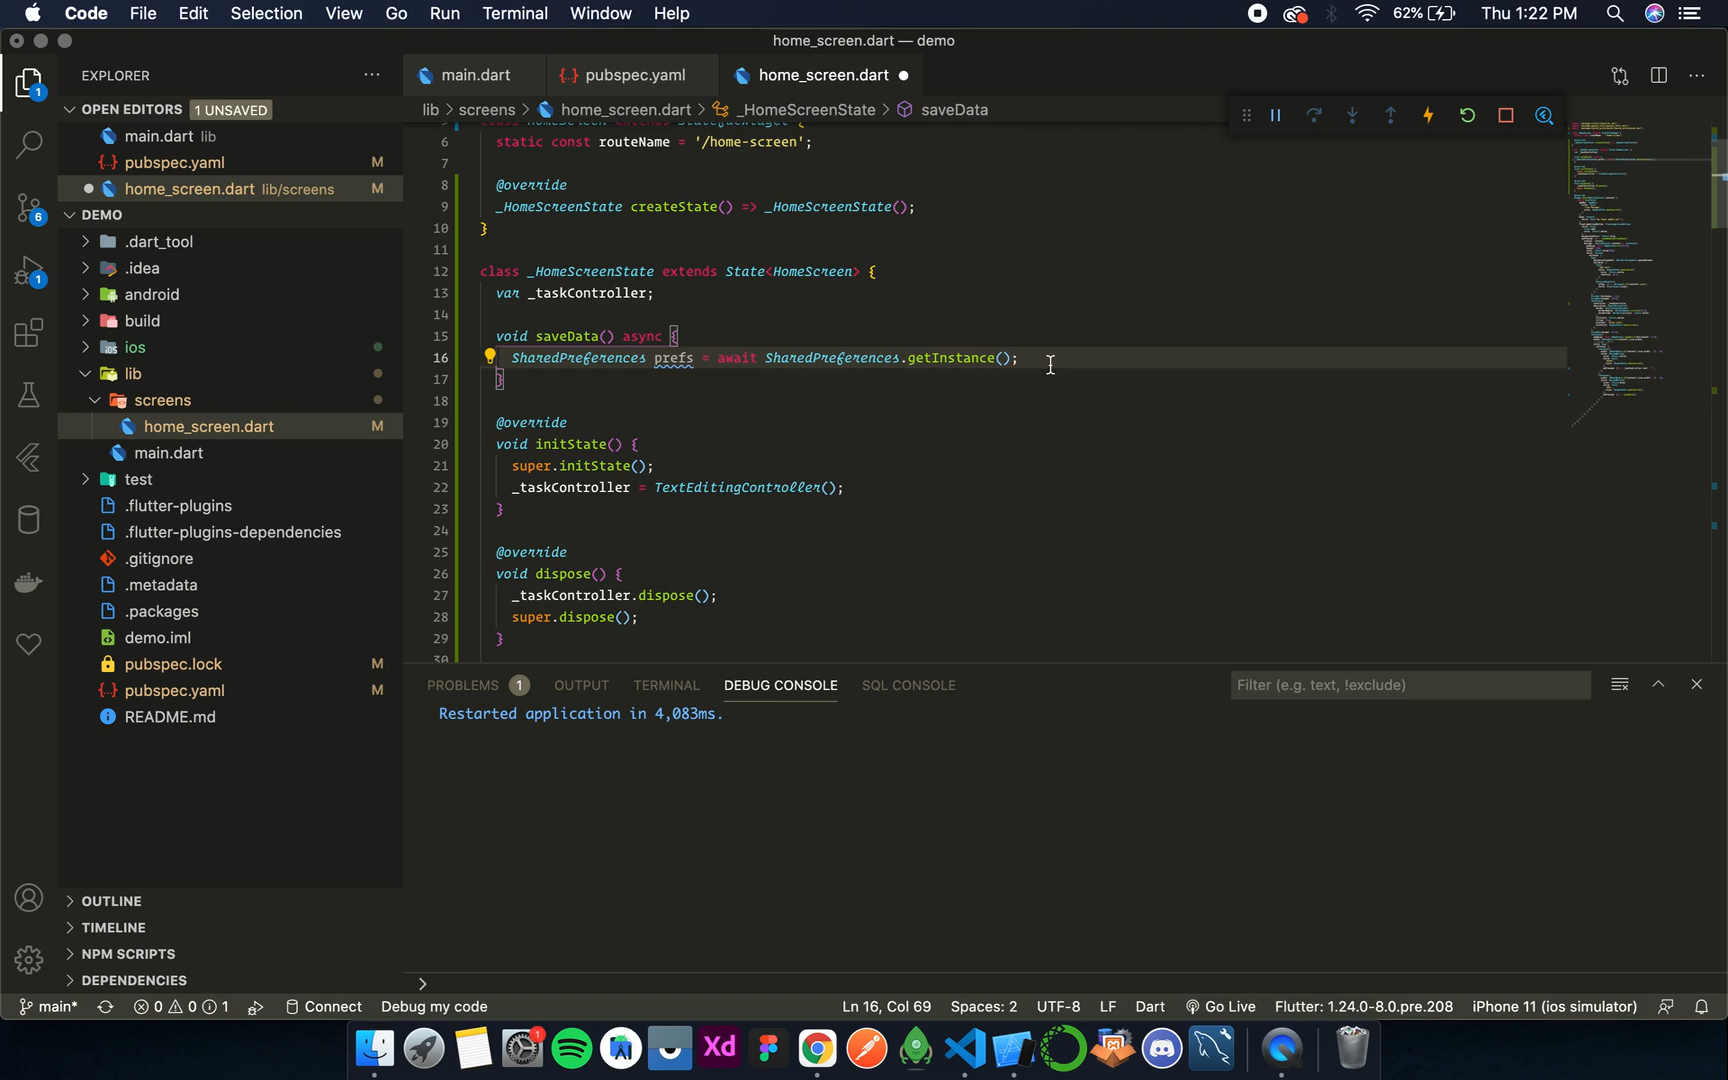 Code File Edit Selection View Go Run Terminal Window Help 62% Thu 1:22 PM
home_screen.dart — demo
EXPLORER
main.dart
pubspec.yaml
home_screen.dart
OPEN EDITORS 1 UNSAVED
main.dart lib
pubspec.yaml M
home_screen.dart lib/screens M
DEMO
.dart_tool
.idea
android
build
ios
lib
screens
home_screen.dart M
main.dart
test
.flutter-plugins
.flutter-plugins-dependencies
.gitignore
.metadata
.packages
demo.iml
pubspec.lock M
pubspec.yaml M
README.md
OUTLINE
TIMELINE
NPM SCRIPTS
DEPENDENCIES
1
6
1
lib > screens > home_screen.dart > _HomeScreenState > saveData
6 static const routeName = '/home-screen';
7
8 @override
9 _HomeScreenState createState() => _HomeScreenState();
10 }
11
12 class _HomeScreenState extends State<HomeScreen> {
13 var _taskController;
14
15 void saveData() async {
16 SharedPreferences prefs = await SharedPreferences.getInstance();
17 }
18
19 @override
20 void initState() {
21 super.initState();
22 _taskController = TextEditingController();
23 }
24
25 @override
26 void dispose() {
27 _taskController.dispose();
28 super.dispose();
29 }
30
PROBLEMS 1 OUTPUT TERMINAL DEBUG CONSOLE SQL CONSOLE Filter (e.g. text, !exclude)
Restarted application in 4,083ms.
>
main* 0 0 1 Connect Debug my code Ln 16, Col 69 Spaces: 2 UTF-8 LF Dart Go Live Flutter: 1.24.0-8.0.pre.208 iPhone 11 (ios simulator)
1
Xd